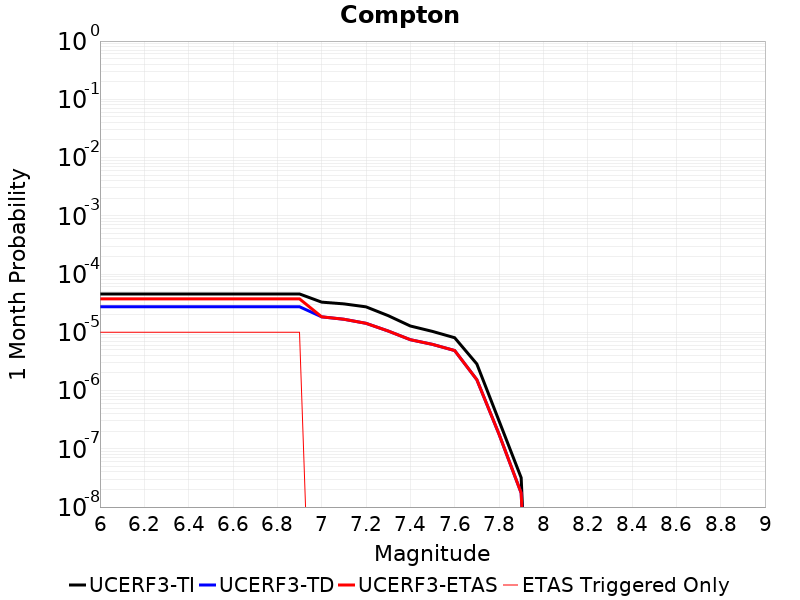 Compton
1 Month Probability
10^0
10^-1
10^-2
10^-3
10^-4
10^-5
10^-6
10^-7
10^-8
6 6.2 6.4 6.6 6.8 7 7.2 7.4 7.6 7.8 8 8.2 8.4 8.6 8.8 9
Magnitude
UCERF3-TI UCERF3-TD UCERF3-ETAS ETAS Triggered Only